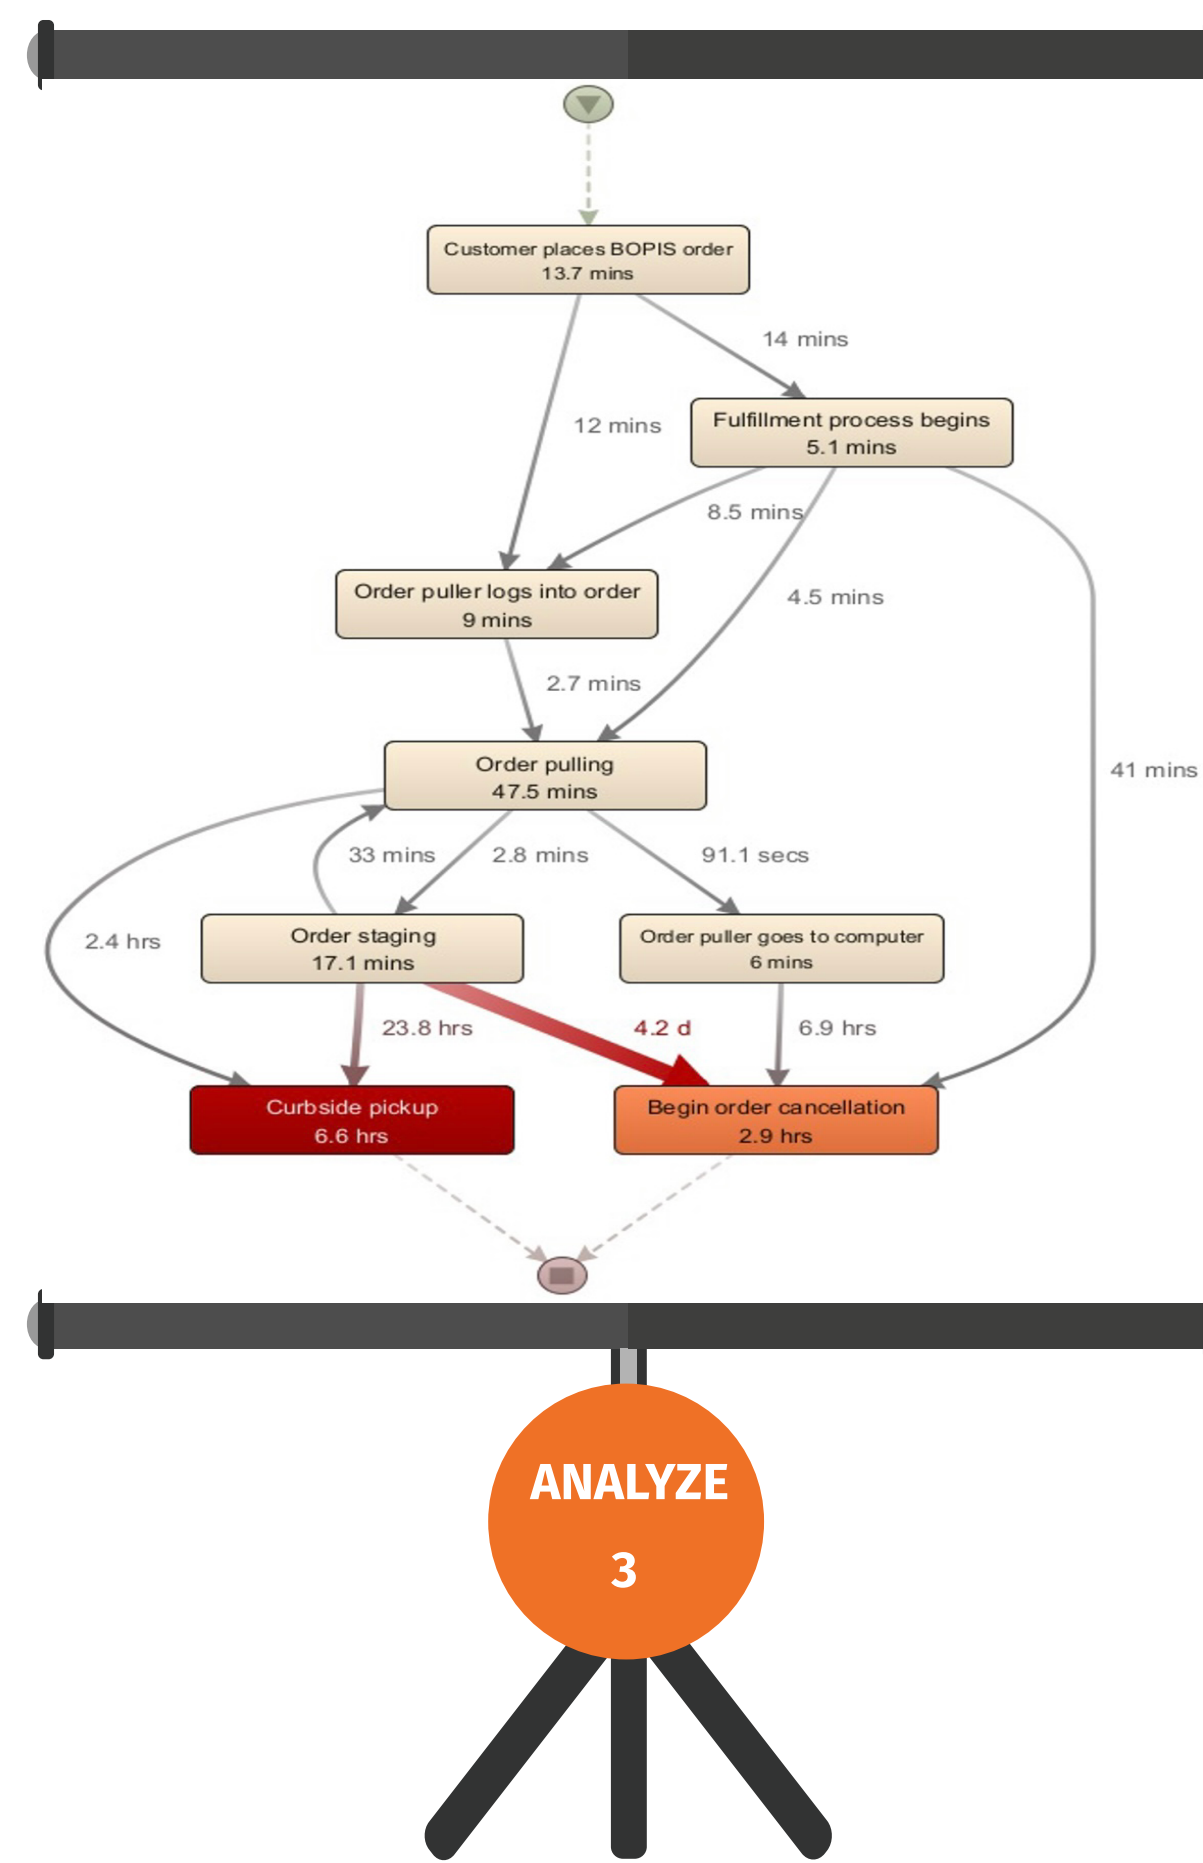 Customer places BOPIS order
13.7 mins
14 mins
Fulfillment process begins
5.1 mins
12 mins
8.5 mins
Order puller logs into order
9 mins
4.5 mins
2.7 mins
Order pulling
47.5 mins
41 mins
33 mins
2.8 mins
91.1 secs
2.4 hrs
Order staging
17.1 mins
Order puller goes to computer
6 mins
23.8 hrs
4.2 d
6.9 hrs
Curbside pickup
6.6 hrs
Begin order cancellation
2.9 hrs
ANALYZE
3